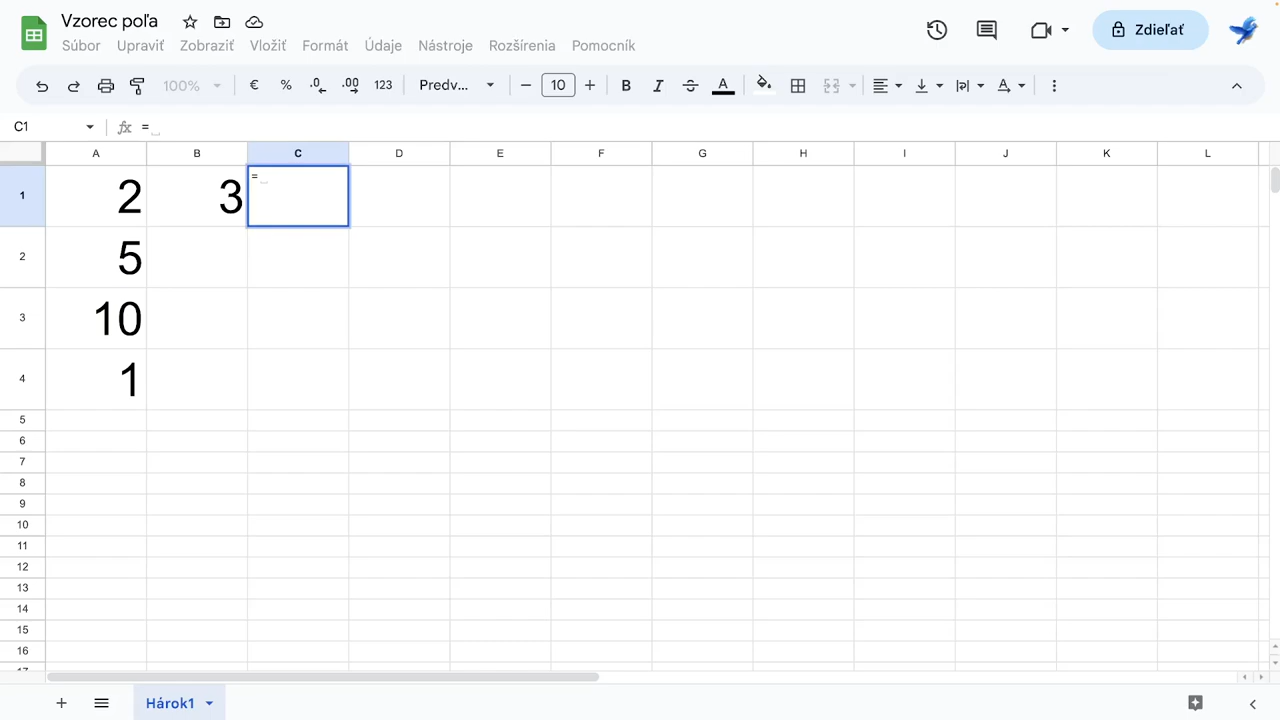 Vzorec poľa
Súbor Upraviť Zobraziť Vložiť Formát Údaje Nástroje Rozšírenia Pomocník
Zdieľať
100% € % .0 .00 123 Predv... 10 B I S A A
C1 fx =
A B C D E F G H I J K L
1 2 3 =
2 5
3 10
4 1
5
6
7
8
9
10
11
12
13
14
15
16
17
Hárok1